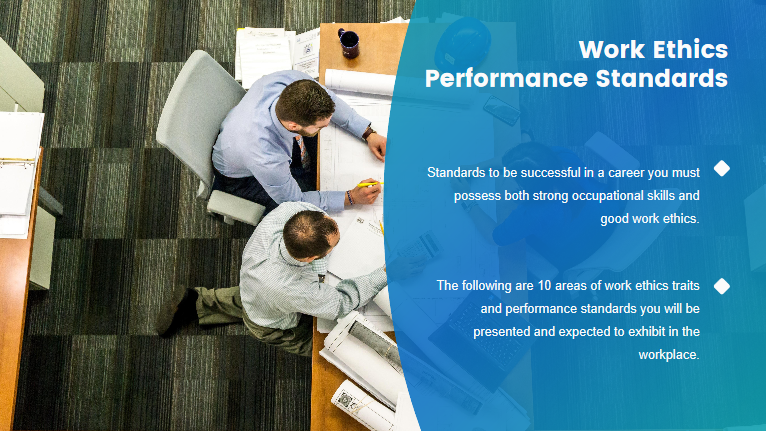 Work Ethics
Performance Standards
Standards to be successful in a career you must
possess both strong occupational skills and
good work ethics.
The following are 10 areas of work ethics traits
and performance standards you will be
presented and expected to exhibit in the
workplace.